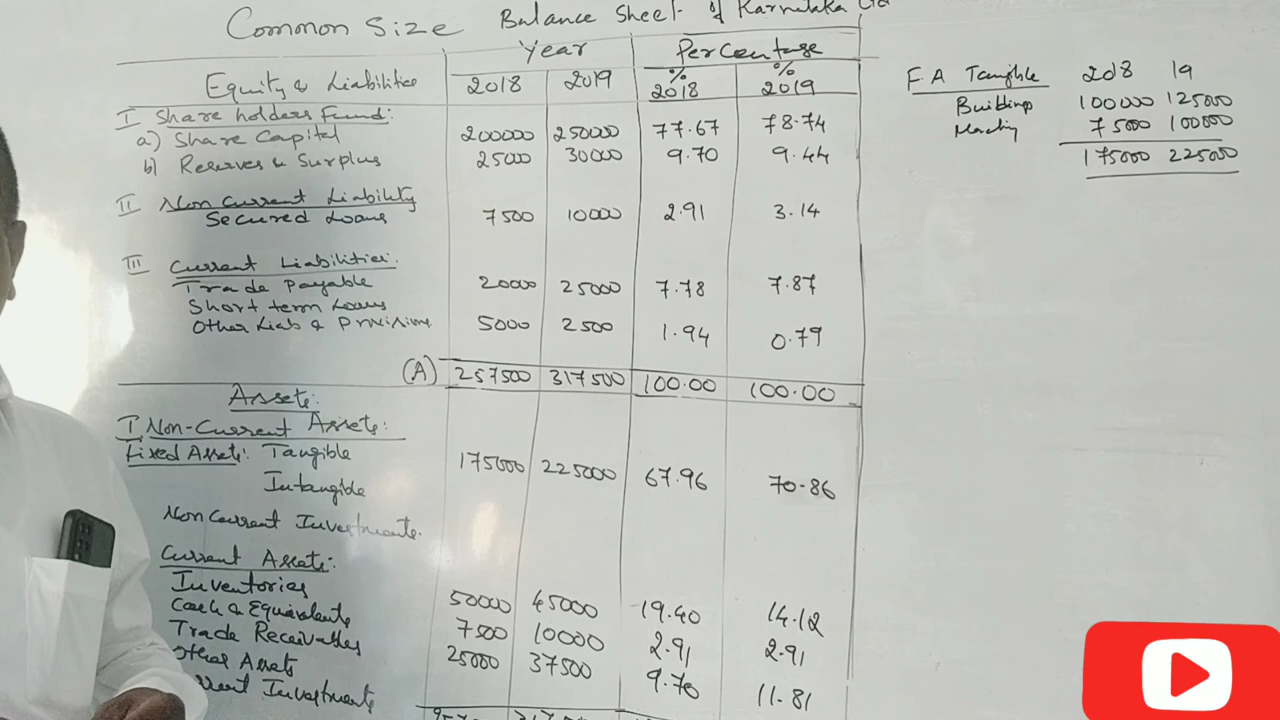 Common Size Balance Sheet of Karnataka Ltd
Year Percentage
Equity & Liabilities 2018 2019 % 2018 % 2019
I Share holders Fund:
a) Share Capital 200000 250000 77.67 78.74
b) Reserves & Surplus 25000 30000 9.70 9.44
II Non Current Liability
Secured Loans 7500 10000 2.91 3.14
III Current Liabilities:
Trade Payable 20000 25000 7.78 7.87
Short term Loans
Other Liab & Provisions 5000 2500 1.94 0.79
(A) 257500 317500 100.00 100.00
Assets:
I Non-Current Assets:
Fixed Assets: Tangible 175000 225000 67.96 70.86
Intangible
Non Current Investments.
Current Assets:
Inventories 50000 45000 19.40 14.12
Cash & Equivalents 7500 10000 2.91 2.91
Trade Receivables 25000 37500 9.70 11.81
Other Assets
Investments
F A Tangible 2018 19
Buildings 100000 125000
75000 100000
175000 225000